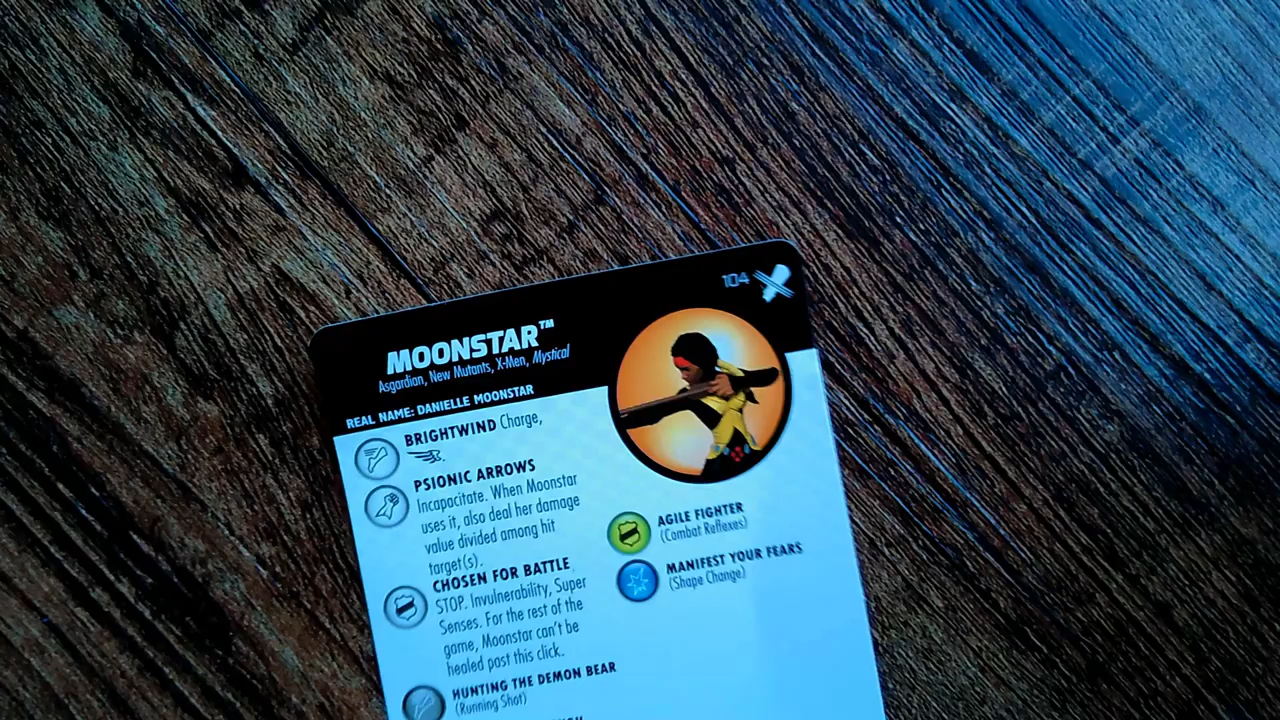 104
MOONSTAR™
Asgardian, New Mutants, X-Men, Mystical
REAL NAME: DANIELLE MOONSTAR
BRIGHTWIND Charge,
PSIONIC ARROWS
Incapacitate. When Moonstar
uses it, also deal her damage
value divided among hit
target(s).
CHOSEN FOR BATTLE
STOP. Invulnerability, Super
Senses. For the rest of the
game, Moonstar can't be
healed past this click.
HUNTING THE DEMON BEAR
(Running Shot)
AGILE FIGHTER
(Combat Reflexes)
MANIFEST YOUR FEARS
(Shape Change)